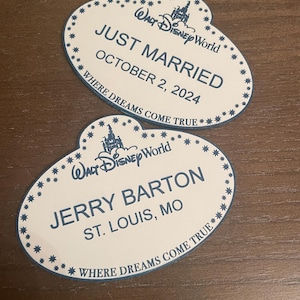 Walt Disney World
JUST MARRIED
OCTOBER 2, 2024
WHERE DREAMS COME TRUE
Walt Disney World
JERRY BARTON
ST. LOUIS, MO
WHERE DREAMS COME TRUE